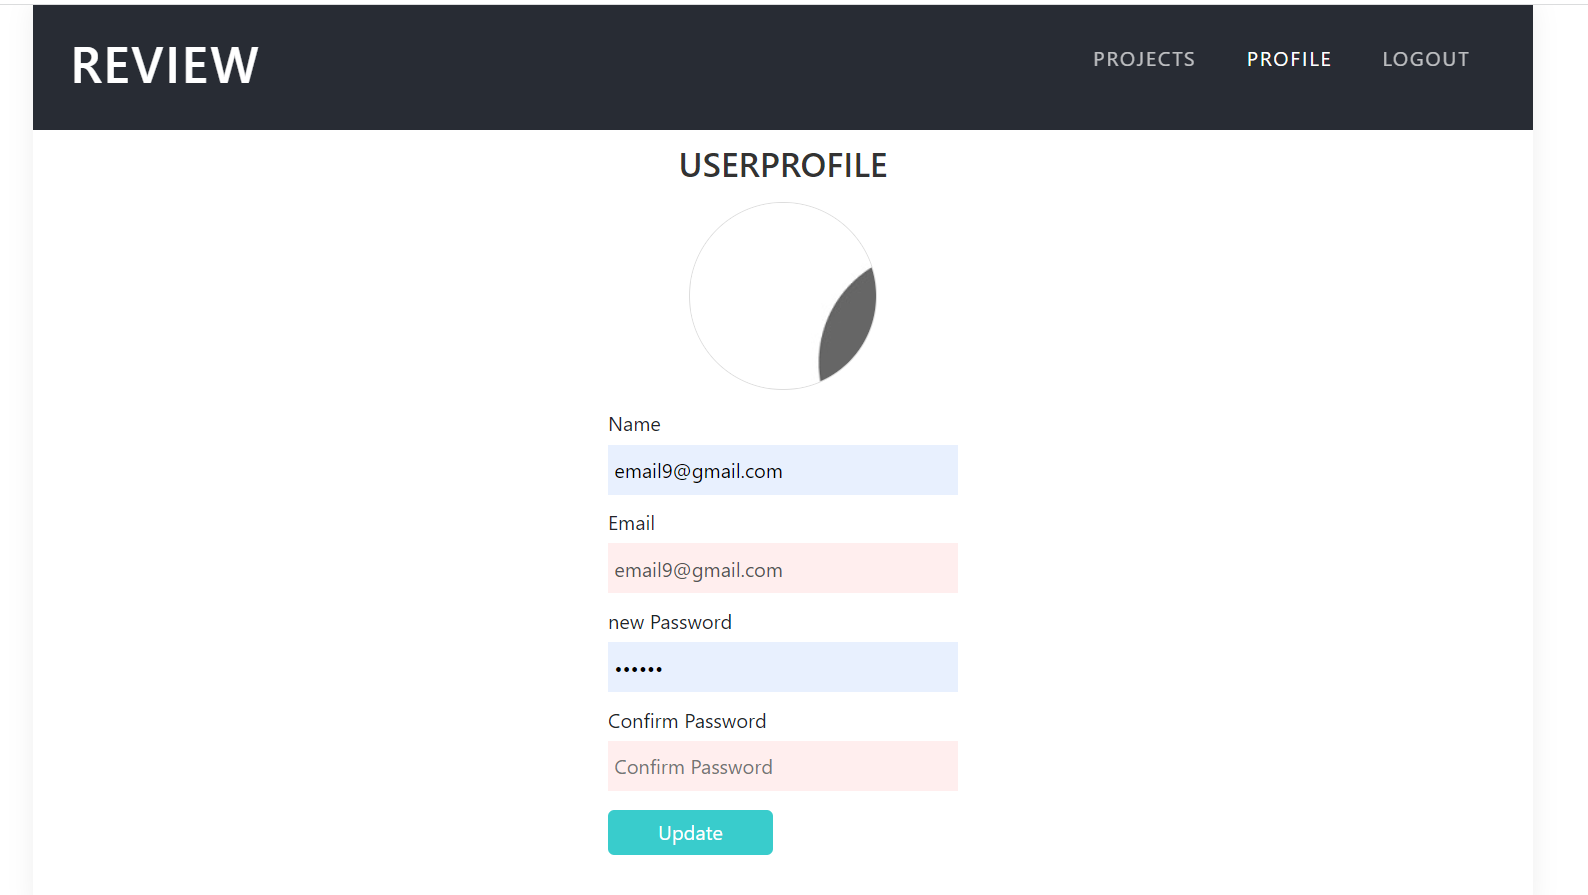 REVIEW
PROJECTS PROFILE LOGOUT
USERPROFILE
Name
email9@gmail.com
Email
email9@gmail.com
new Password
••••••
Confirm Password
Confirm Password
Update